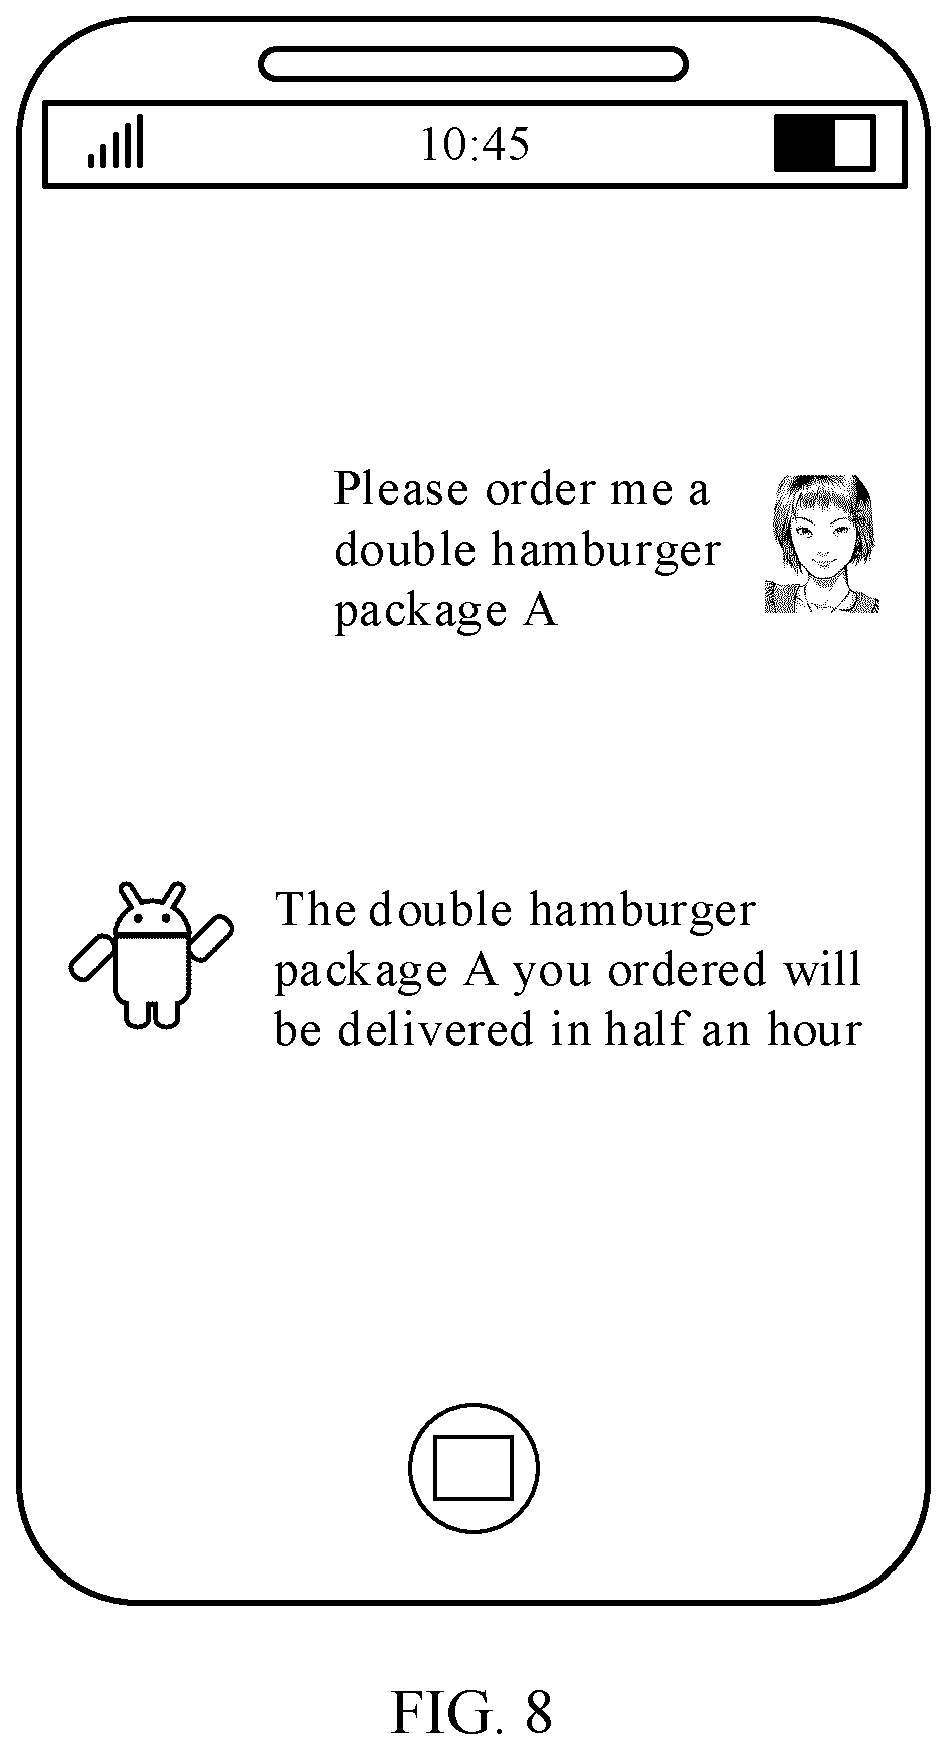 10:45
Please order me a
double hamburger
package A
The double hamburger
package A you ordered will
be delivered in half an hour
FIG. 8